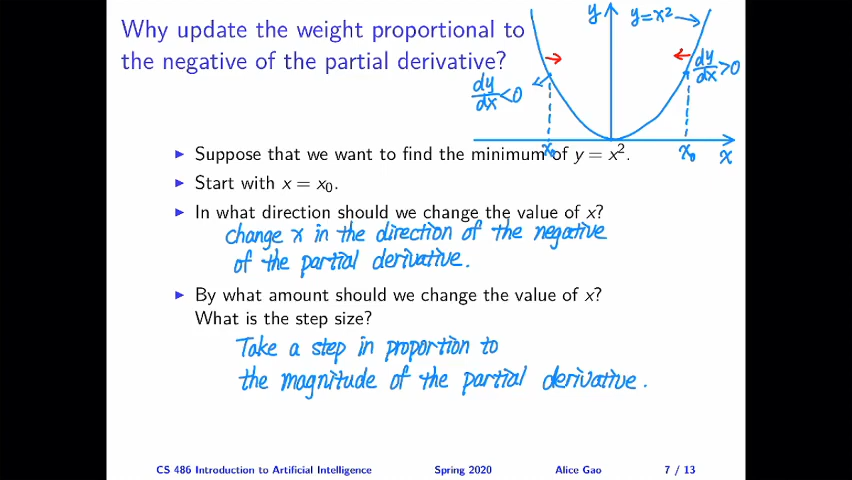 Why update the weight proportional to
the negative of the partial derivative?
y
y=x²
dy/dx<0
dy/dx>0
x₀
x₀
x
▶ Suppose that we want to find the minimum of y = x².
▶ Start with x = x₀.
▶ In what direction should we change the value of x?
change x in the direction of the negative
of the partial derivative.
▶ By what amount should we change the value of x?
What is the step size?
Take a step in proportion to
the magnitude of the partial derivative.
CS 486 Introduction to Artificial Intelligence Spring 2020 Alice Gao 7 / 13